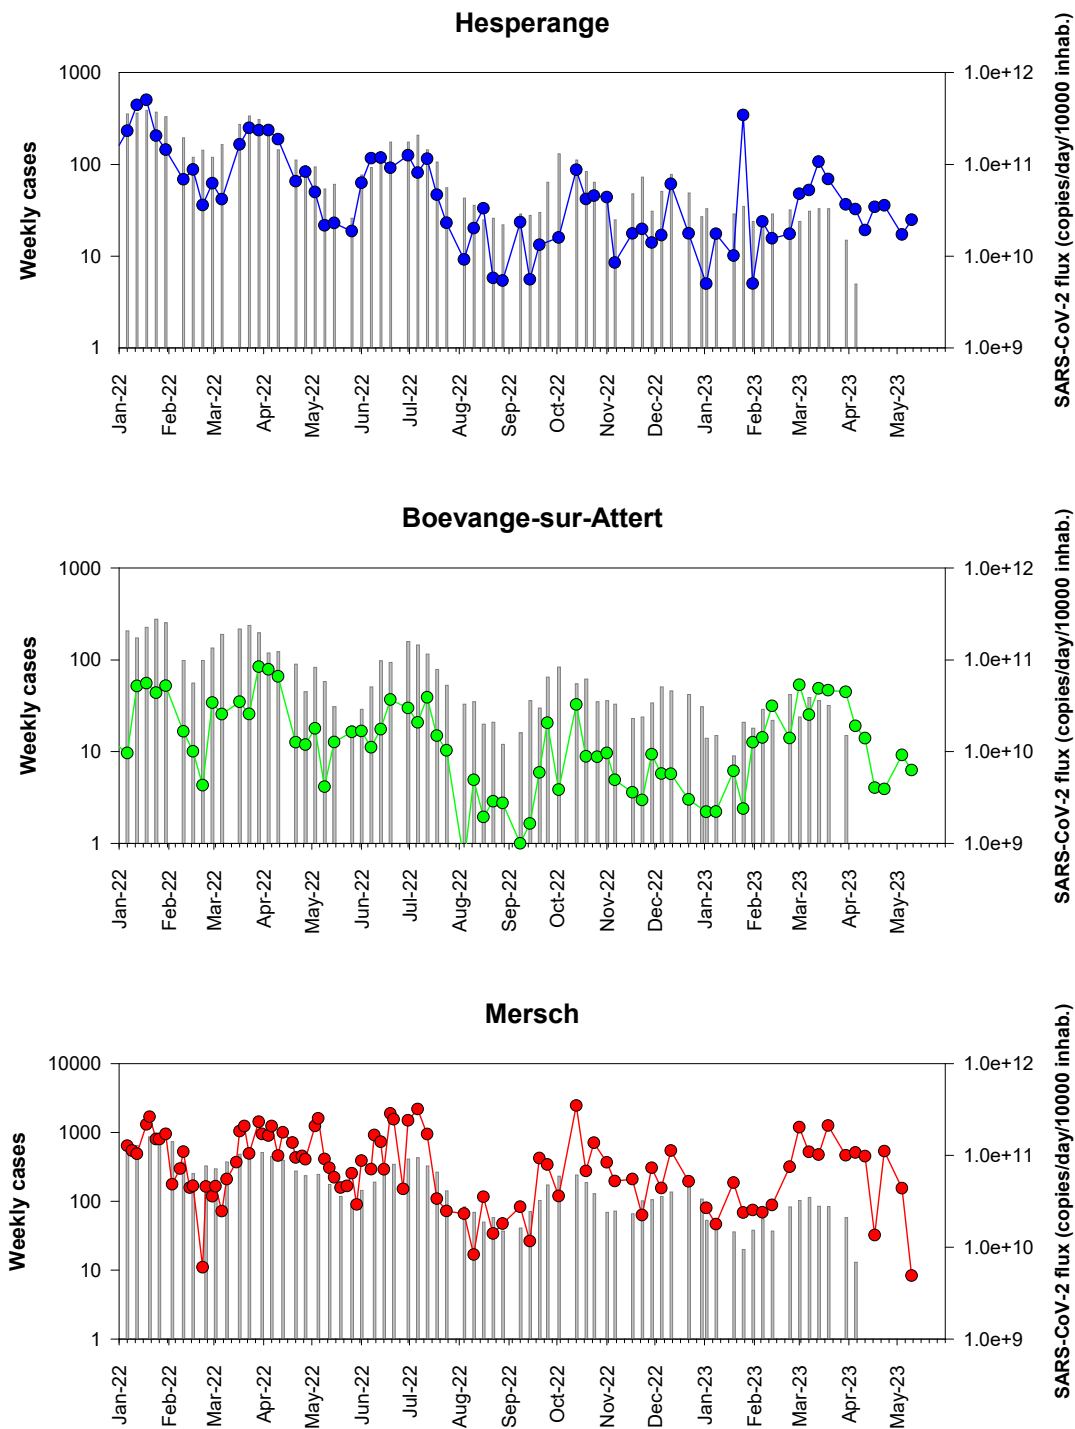 Hesperange
Weekly cases
SARS-CoV-2 flux (copies/day/10000 inhab.)
1000
100
10
1
1.0e+12
1.0e+11
1.0e+10
1.0e+9
Jan-22
Feb-22
Mar-22
Apr-22
May-22
Jun-22
Jul-22
Aug-22
Sep-22
Oct-22
Nov-22
Dec-22
Jan-23
Feb-23
Mar-23
Apr-23
May-23
Boevange-sur-Attert
Weekly cases
SARS-CoV-2 flux (copies/day/10000 inhab.)
1000
100
10
1
1.0e+12
1.0e+11
1.0e+10
1.0e+9
Jan-22
Feb-22
Mar-22
Apr-22
May-22
Jun-22
Jul-22
Aug-22
Sep-22
Oct-22
Nov-22
Dec-22
Jan-23
Feb-23
Mar-23
Apr-23
May-23
Mersch
Weekly cases
SARS-CoV-2 flux (copies/day/10000 inhab.)
10000
1000
100
10
1
1.0e+12
1.0e+11
1.0e+10
1.0e+9
Jan-22
Feb-22
Mar-22
Apr-22
May-22
Jun-22
Jul-22
Aug-22
Sep-22
Oct-22
Nov-22
Dec-22
Jan-23
Feb-23
Mar-23
Apr-23
May-23